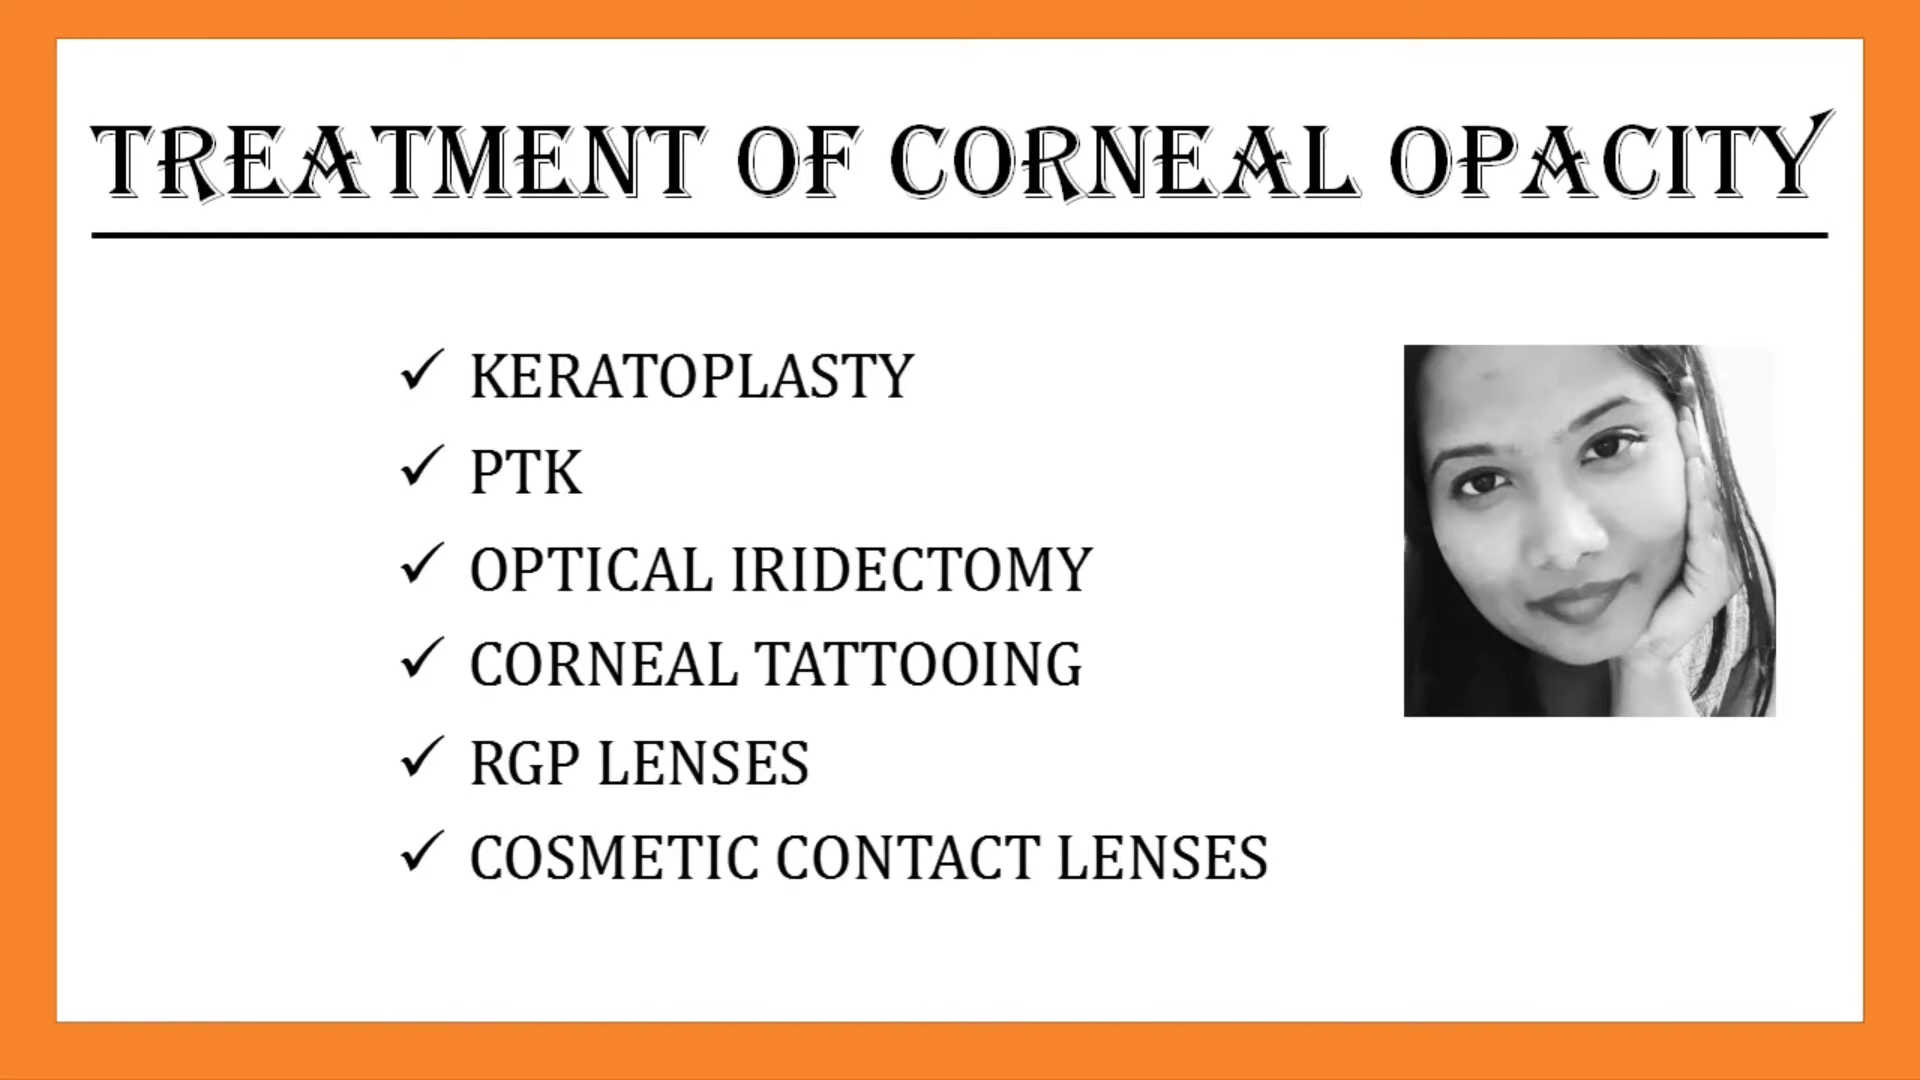 TREATMENT OF CORNEAL OPACITY
✓ KERATOPLASTY
✓ PTK
✓ OPTICAL IRIDECTOMY
✓ CORNEAL TATTOOING
✓ RGP LENSES
✓ COSMETIC CONTACT LENSES